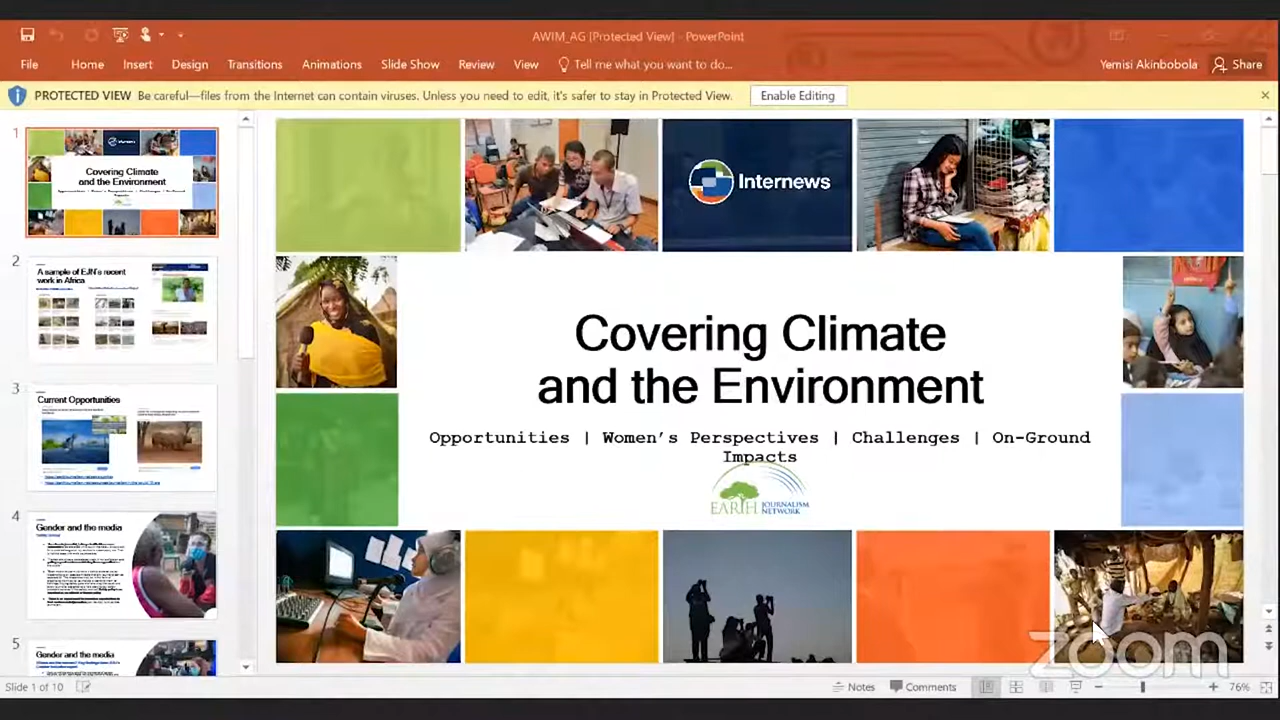 AWIM_AG [Protected View] - PowerPoint
File Home Insert Design Transitions Animations Slide Show Review View Tell me what you want to do... Yemisi Akinbobola Share
PROTECTED VIEW Be careful—files from the Internet can contain viruses. Unless you need to edit, it's safer to stay in Protected View. Enable Editing
1
Internews
Covering Climate
and the Environment
2
A sample of EJN's recent
work in Africa
3
Current Opportunities
4
Gender and the media
5
Gender and the media
Internews
Covering Climate
and the Environment
Opportunities | Women's Perspectives | Challenges | On-Ground
Impacts
EARTH JOURNALISM
NETWORK
zoom
Slide 1 of 10 Notes Comments 76%